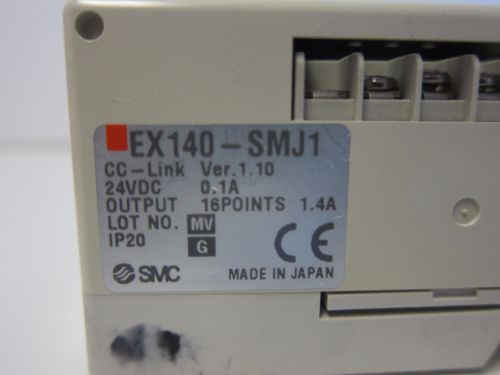 EX140-SMJ1
CC-Link Ver.1.10
24VDC 0.1A
OUTPUT 16POINTS 1.4A
LOT NO. MV
IP20 G
CE
SMC MADE IN JAPAN